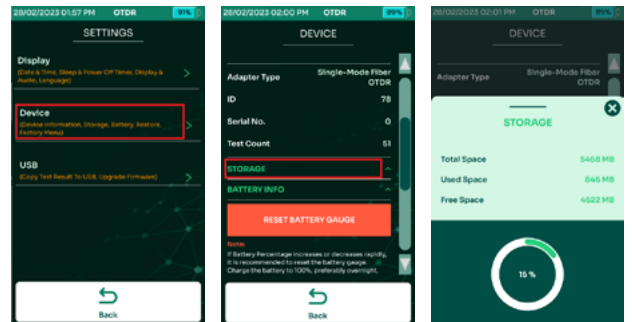 28/02/2023 01:57 PM OTDR 91%
SETTINGS
Display
(Date & Time, Sleep & Power Off Timer, Display &
Audio, Language)
Device
(Device Information, Storage, Battery, Restore,
Factory Menu)
USB
(Copy Test Result To USB, Upgrade Firmware)
Back
28/02/2023 02:00 PM OTDR 89%
DEVICE
Adapter Type Single-Mode Fiber
OTDR
ID 78
Serial No. 0
Test Count 51
STORAGE
BATTERY INFO
RESET BATTERY GAUGE
Note:
If Battery Percentage increases or decreases rapidly,
it is recommended to reset the battery gauge.
Charge the battery to 100%, preferably overnight.
Back
28/02/2023 02:01 PM OTDR 89%
DEVICE
Adapter Type Single-Mode Fiber
OTDR
STORAGE
Total Space 5468 MB
Used Space 846 MB
Free Space 4622 MB
15 %